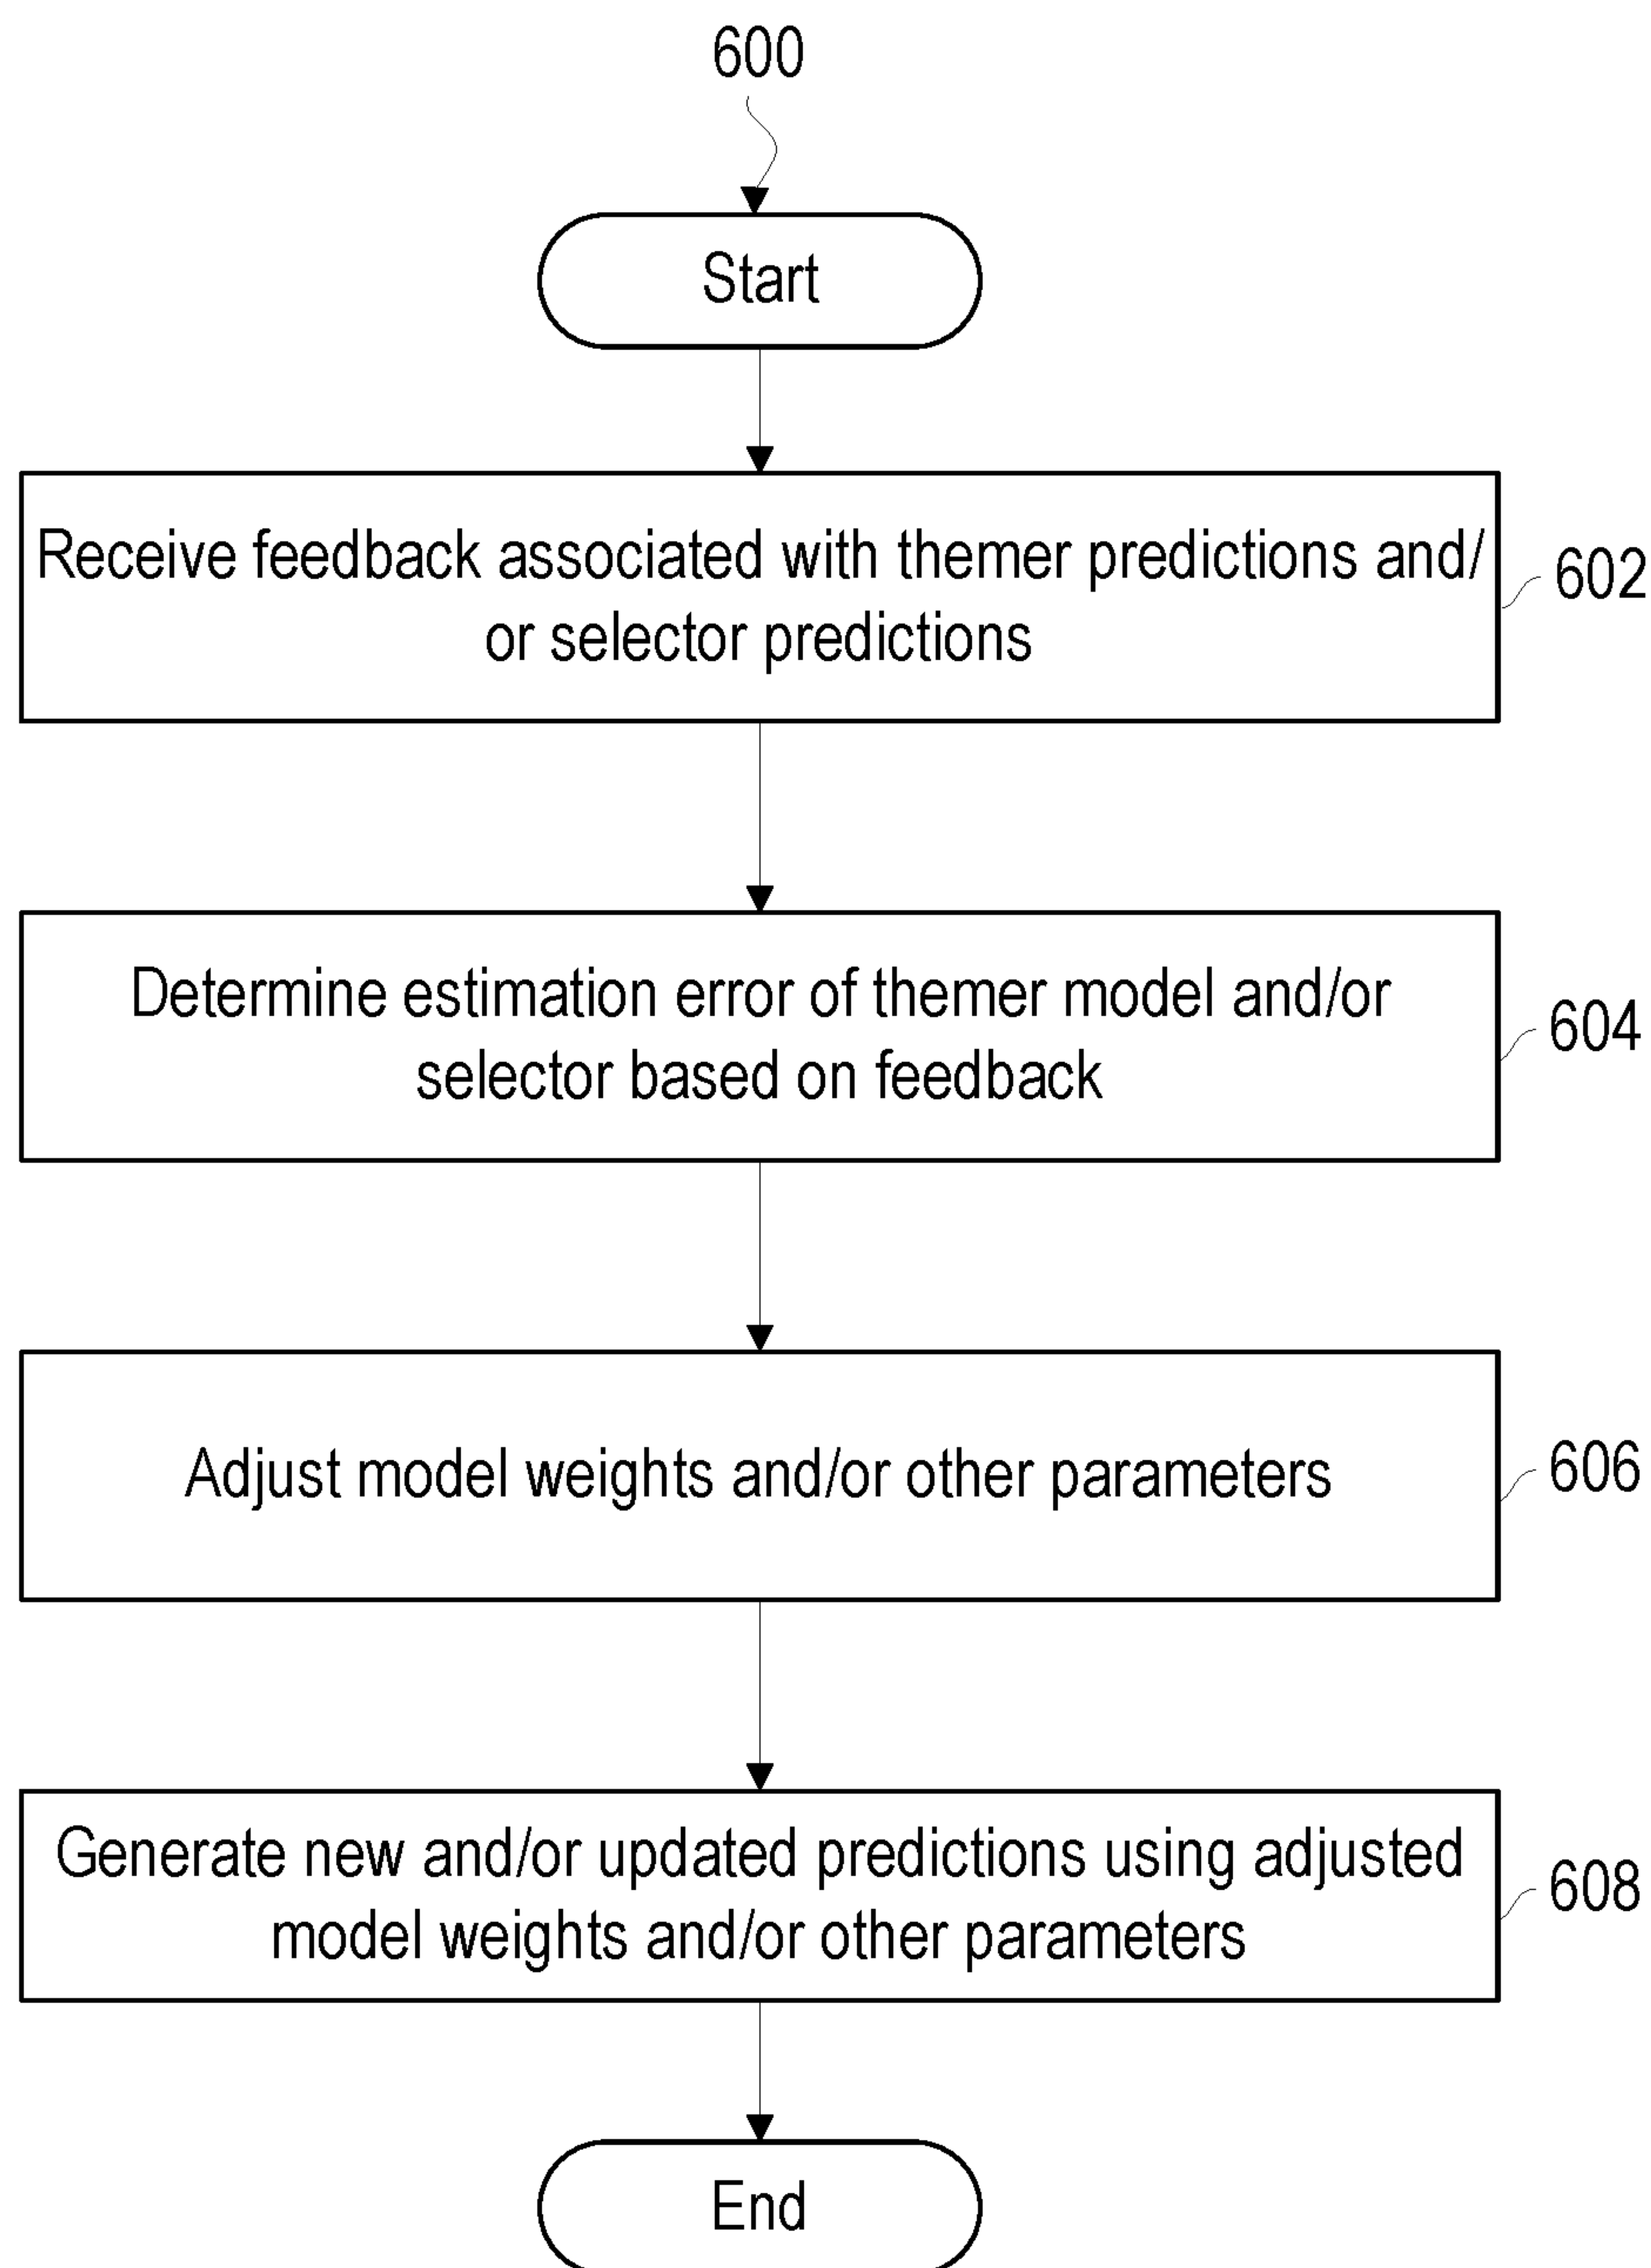 600
Start
Receive feedback associated with themer predictions and/
or selector predictions
602
Determine estimation error of themer model and/or
selector based on feedback
604
Adjust model weights and/or other parameters
606
Generate new and/or updated predictions using adjusted
model weights and/or other parameters
608
End